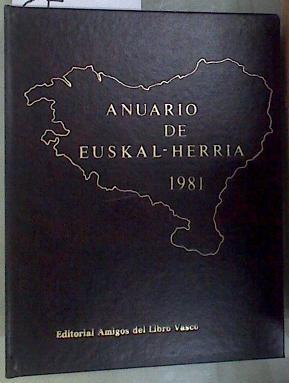 ANUARIO
DE
EUSKAL-HERRIA
1981
Editorial Amigos del Libro Vasco